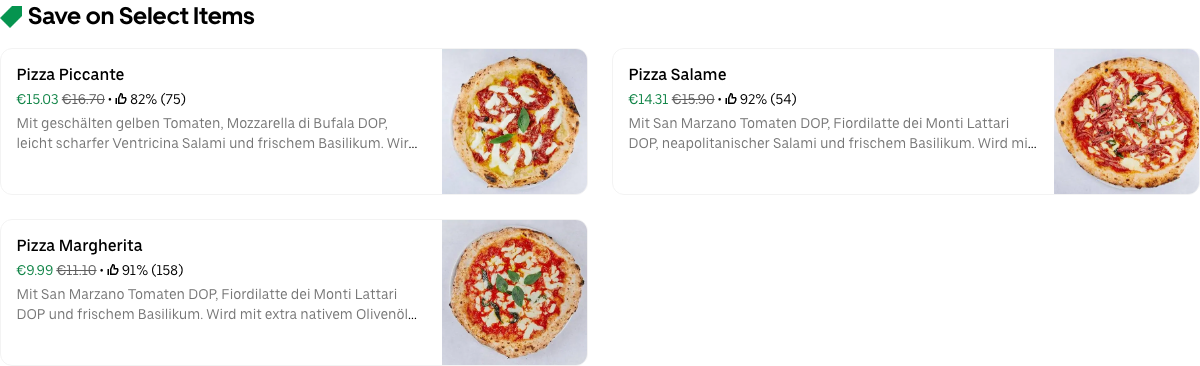 Save on Select Items
Pizza Piccante
€15.03 €16.70 • 82% (75)
Mit geschälten gelben Tomaten, Mozzarella di Bufala DOP,
leicht scharfer Ventricina Salami und frischem Basilikum. Wir...
Pizza Salame
€14.31 €15.90 • 92% (54)
Mit San Marzano Tomaten DOP, Fiordilatte dei Monti Lattari
DOP, neapolitanischer Salami und frischem Basilikum. Wird mi...
Pizza Margherita
€9.99 €11.10 • 91% (158)
Mit San Marzano Tomaten DOP, Fiordilatte dei Monti Lattari
DOP und frischem Basilikum. Wird mit extra nativem Olivenöl...